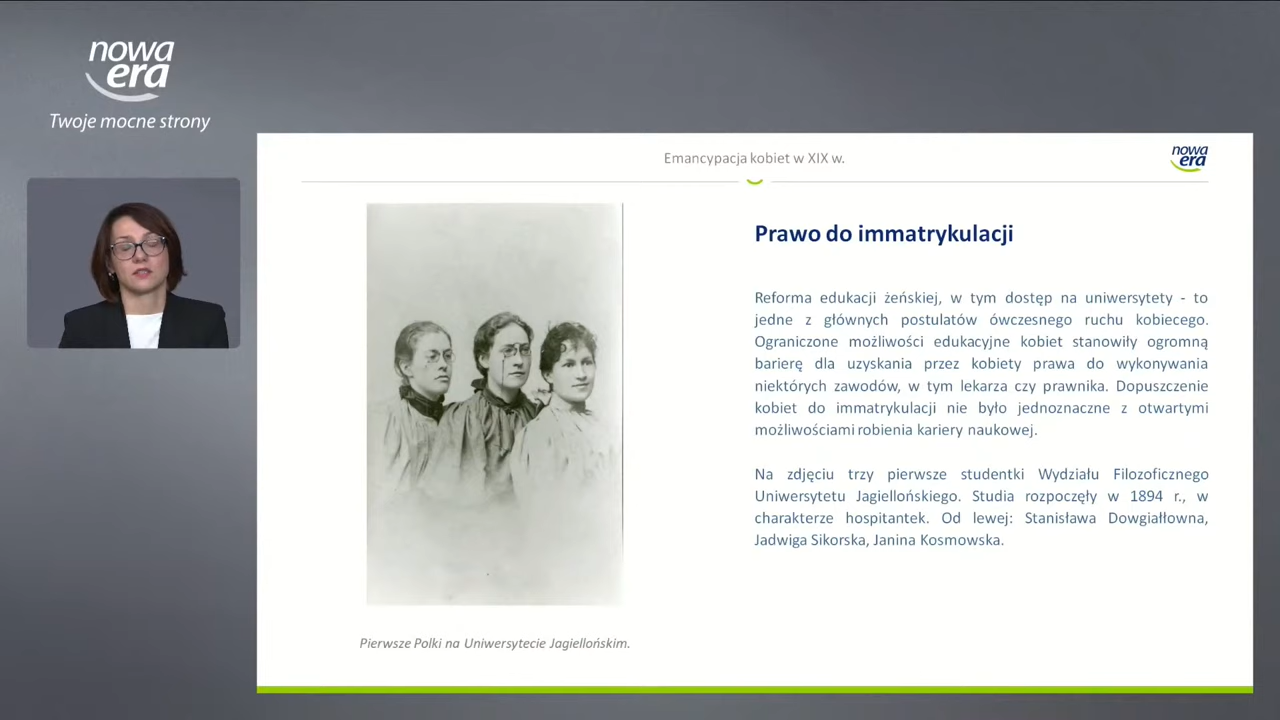 nowa
era
Twoje mocne strony
Emancypacja kobiet w XIX w.
nowa
era
Prawo do immatrykulacji
Reforma edukacji żeńskiej, w tym dostęp na uniwersytety - to
jedne z głównych postulatów ówczesnego ruchu kobiecego.
Ograniczone możliwości edukacyjne kobiet stanowiły ogromną
barierę dla uzyskania przez kobiety prawa do wykonywania
niektórych zawodów, w tym lekarza czy prawnika. Dopuszczenie
kobiet do immatrykulacji nie było jednoznaczne z otwartymi
możliwościami robienia kariery naukowej.
Na zdjęciu trzy pierwsze studentki Wydziału Filozoficznego
Uniwersytetu Jagiellońskiego. Studia rozpoczęły w 1894 r., w
charakterze hospitantek. Od lewej: Stanisława Dowgiałłowna,
Jadwiga Sikorska, Janina Kosmowska.
Pierwsze Polki na Uniwersytecie Jagiellońskim.